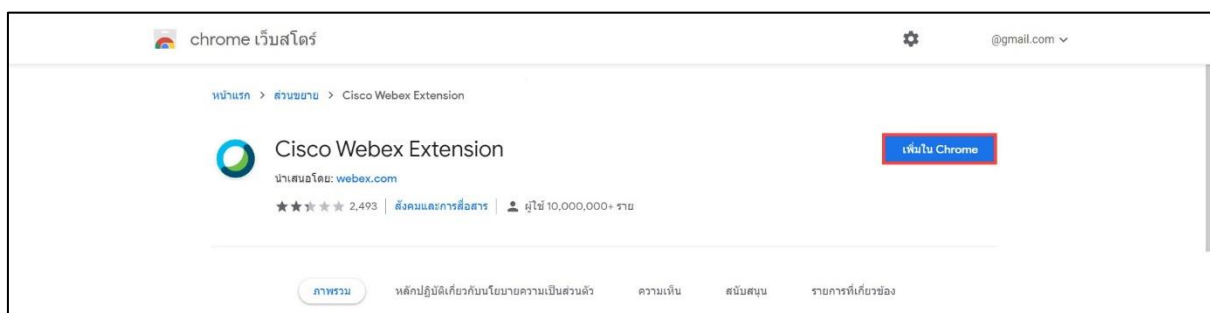 chrome เว็บสโตร์
@gmail.com
หน้าแรก > ส่วนขยาย > Cisco Webex Extension
Cisco Webex Extension
เพิ่มใน Chrome
นำเสนอโดย: webex.com
2,493 | สังคมและการสื่อสาร | ผู้ใช้ 10,000,000+ ราย
ภาพรวม หลักปฏิบัติเกี่ยวกับนโยบายความเป็นส่วนตัว ความเห็น สนับสนุน รายการที่เกี่ยวข้อง